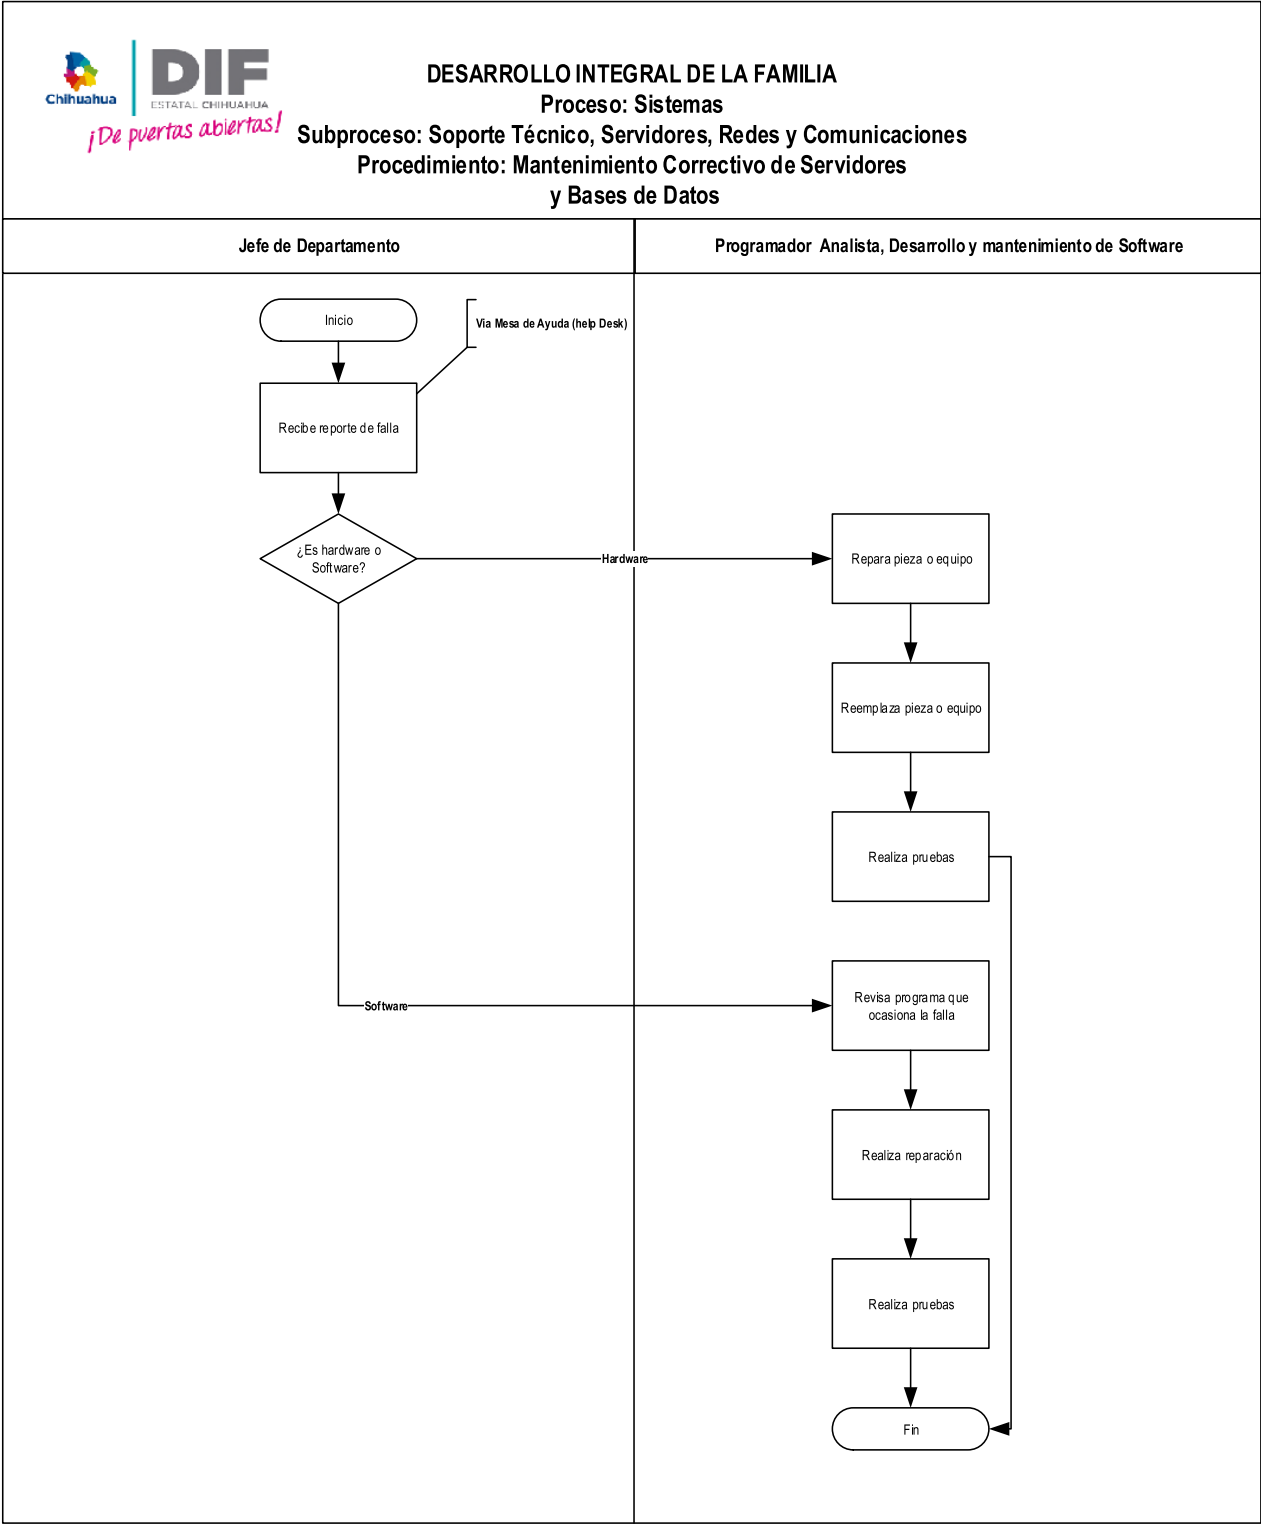 Chihuahua
DIF
ESTATAL CHIHUAHUA
¡De puertas abiertas!
DESARROLLO INTEGRAL DE LA FAMILIA
Proceso: Sistemas
Subproceso: Soporte Técnico, Servidores, Redes y Comunicaciones
Procedimiento: Mantenimiento Correctivo de Servidores
y Bases de Datos
Jefe de Departamento
Programador Analista, Desarrollo y mantenimiento de Software
Inicio
Via Mesa de Ayuda (help Desk)
Recibe reporte de falla
¿Es hardware o
Software?
Hardware
Repara pieza o equipo
Reemplaza pieza o equipo
Realiza pruebas
Software
Revisa programa que
ocasiona la falla
Realiza reparación
Realiza pruebas
Fin